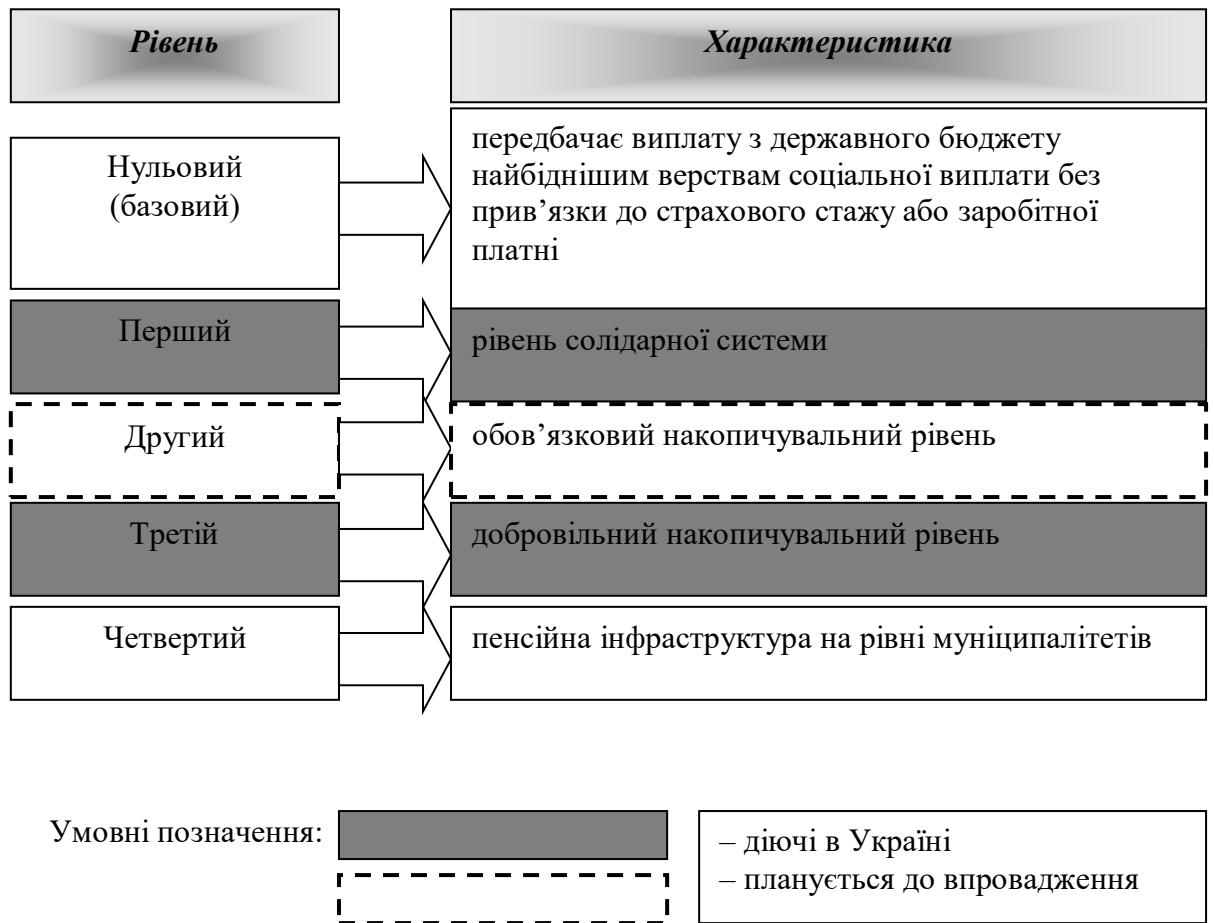 Рівень
Характеристика
Нульовий
(базовий)
передбачає виплату з державного бюджету
найбіднішим верствам соціальної виплати без
прив’язки до страхового стажу або заробітної
платні
Перший
рівень солідарної системи
Другий
обов’язковий накопичувальний рівень
Третій
добровільний накопичувальний рівень
Четвертий
пенсійна інфраструктура на рівні муніципалітетів
Умовні позначення:
– діючі в Україні
– планується до впровадження